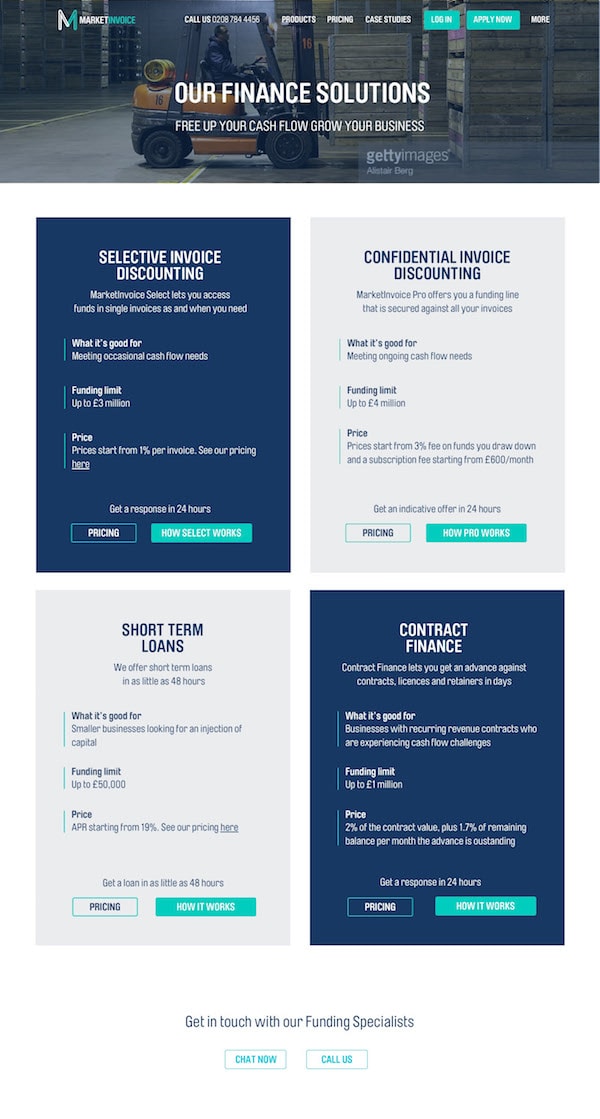 MARKETINVOICE
CALL US 0208 784 4456
PRODUCTS
PRICING
CASE STUDIES
LOG IN
APPLY NOW
MORE
16
16
OUR FINANCE SOLUTIONS
FREE UP YOUR CASH FLOW GROW YOUR BUSINESS
gettyimages®
Alistair Berg
SELECTIVE INVOICE
DISCOUNTING
MarketInvoice Select lets you access
funds in single invoices as and when you need
What it's good for
Meeting occasional cash flow needs
Funding limit
Up to £3 million
Price
Prices start from 1% per invoice. See our pricing
here
Get a response in 24 hours
PRICING
HOW SELECT WORKS
CONFIDENTIAL INVOICE
DISCOUNTING
MarketInvoice Pro offers you a funding line
that is secured against all your invoices
What it's good for
Meeting ongoing cash flow needs
Funding limit
Up to £4 million
Price
Prices start from 3% fee on funds you draw down
and a subscription fee starting from £600/month
Get an indicative offer in 24 hours
PRICING
HOW PRO WORKS
SHORT TERM
LOANS
We offer short term loans
in as little as 48 hours
What it's good for
Smaller businesses looking for an injection of
capital
Funding limit
Up to £50,000
Price
APR starting from 19%. See our pricing here
Get a loan in as little as 48 hours
PRICING
HOW IT WORKS
CONTRACT
FINANCE
Contract Finance lets you get an advance against
contracts, licences and retainers in days
What it's good for
Businesses with recurring revenue contracts who
are experiencing cash flow challenges
Funding limit
Up to £1 million
Price
2% of the contract value, plus 1.7% of remaining
balance per month the advance is oustanding
Get a response in 24 hours
PRICING
HOW IT WORKS
Get in touch with our Funding Specialists
CHAT NOW
CALL US